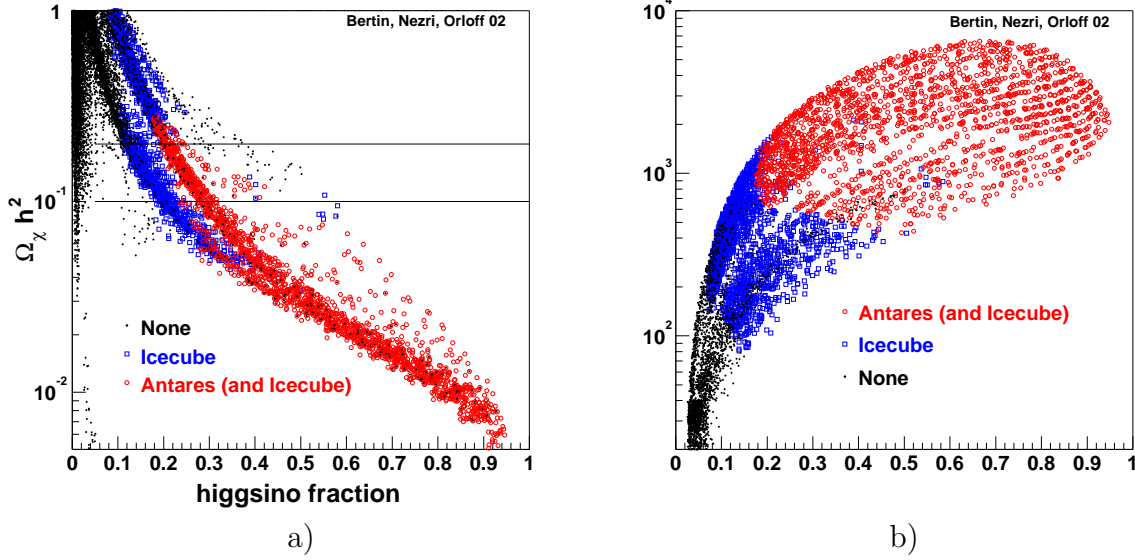 Bertin, Nezri, Orloff 02
1
Ω_χ h²
10⁻¹
10⁻²
None
Icecube
Antares (and Icecube)
0 0.1 0.2 0.3 0.4 0.5 0.6 0.7 0.8 0.9 1
higgsino fraction
a)
Bertin, Nezri, Orloff 02
10⁴
10³
10²
Antares (and Icecube)
Icecube
None
0 0.1 0.2 0.3 0.4 0.5 0.6 0.7 0.8 0.9 1
b)